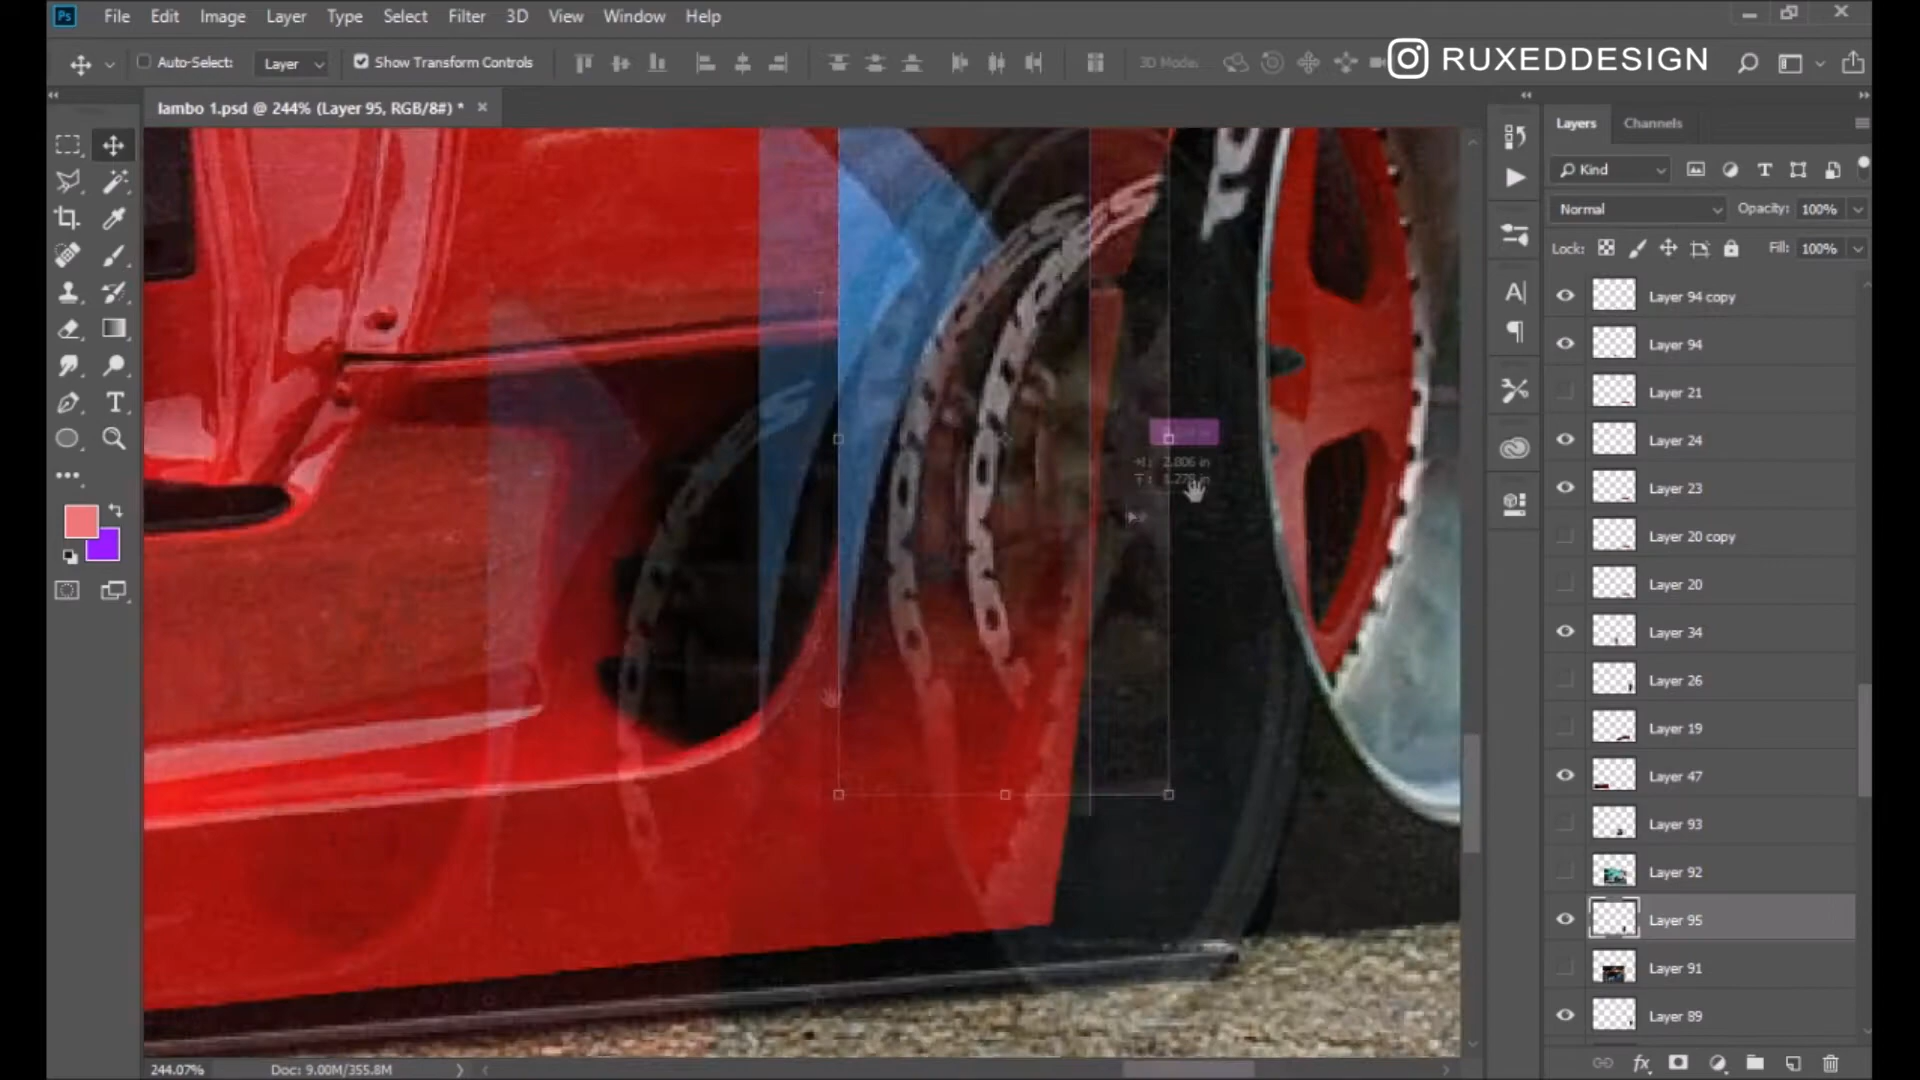 Ps File Edit Image Layer Type Select Filter 3D View Window Help
Auto-Select: Layer Show Transform Controls 3D Mode: RUXEDDESIGN
lambo 1.psd @ 244% (Layer 95, RGB/8#) *
Layers Channels
Kind
Normal Opacity: 100%
Lock: Fill: 100%
Layer 94 copy
Layer 94
Layer 21
Layer 24
Layer 23
Layer 20 copy
Layer 20
Layer 34
Layer 26
Layer 19
Layer 47
Layer 93
Layer 92
Layer 95
Layer 91
Layer 89
244.07% Doc: 9.00M/355.8M